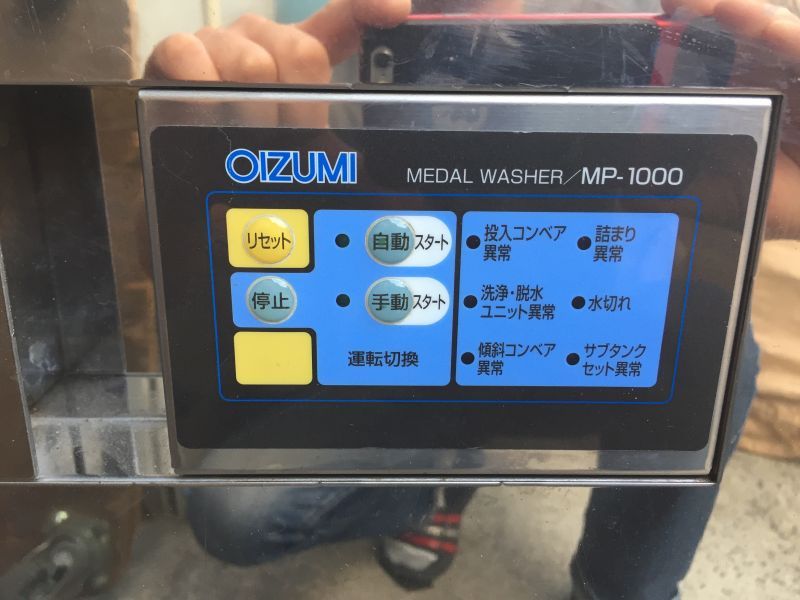 OIZUMI
MEDAL WASHER/MP-1000
リセット
自動 スタート
停止
手動 スタート
運転切換
投入コンベア
異常
詰まり
異常
洗浄・脱水
ユニット異常
水切れ
傾斜コンベア
異常
サブタンク
セット異常